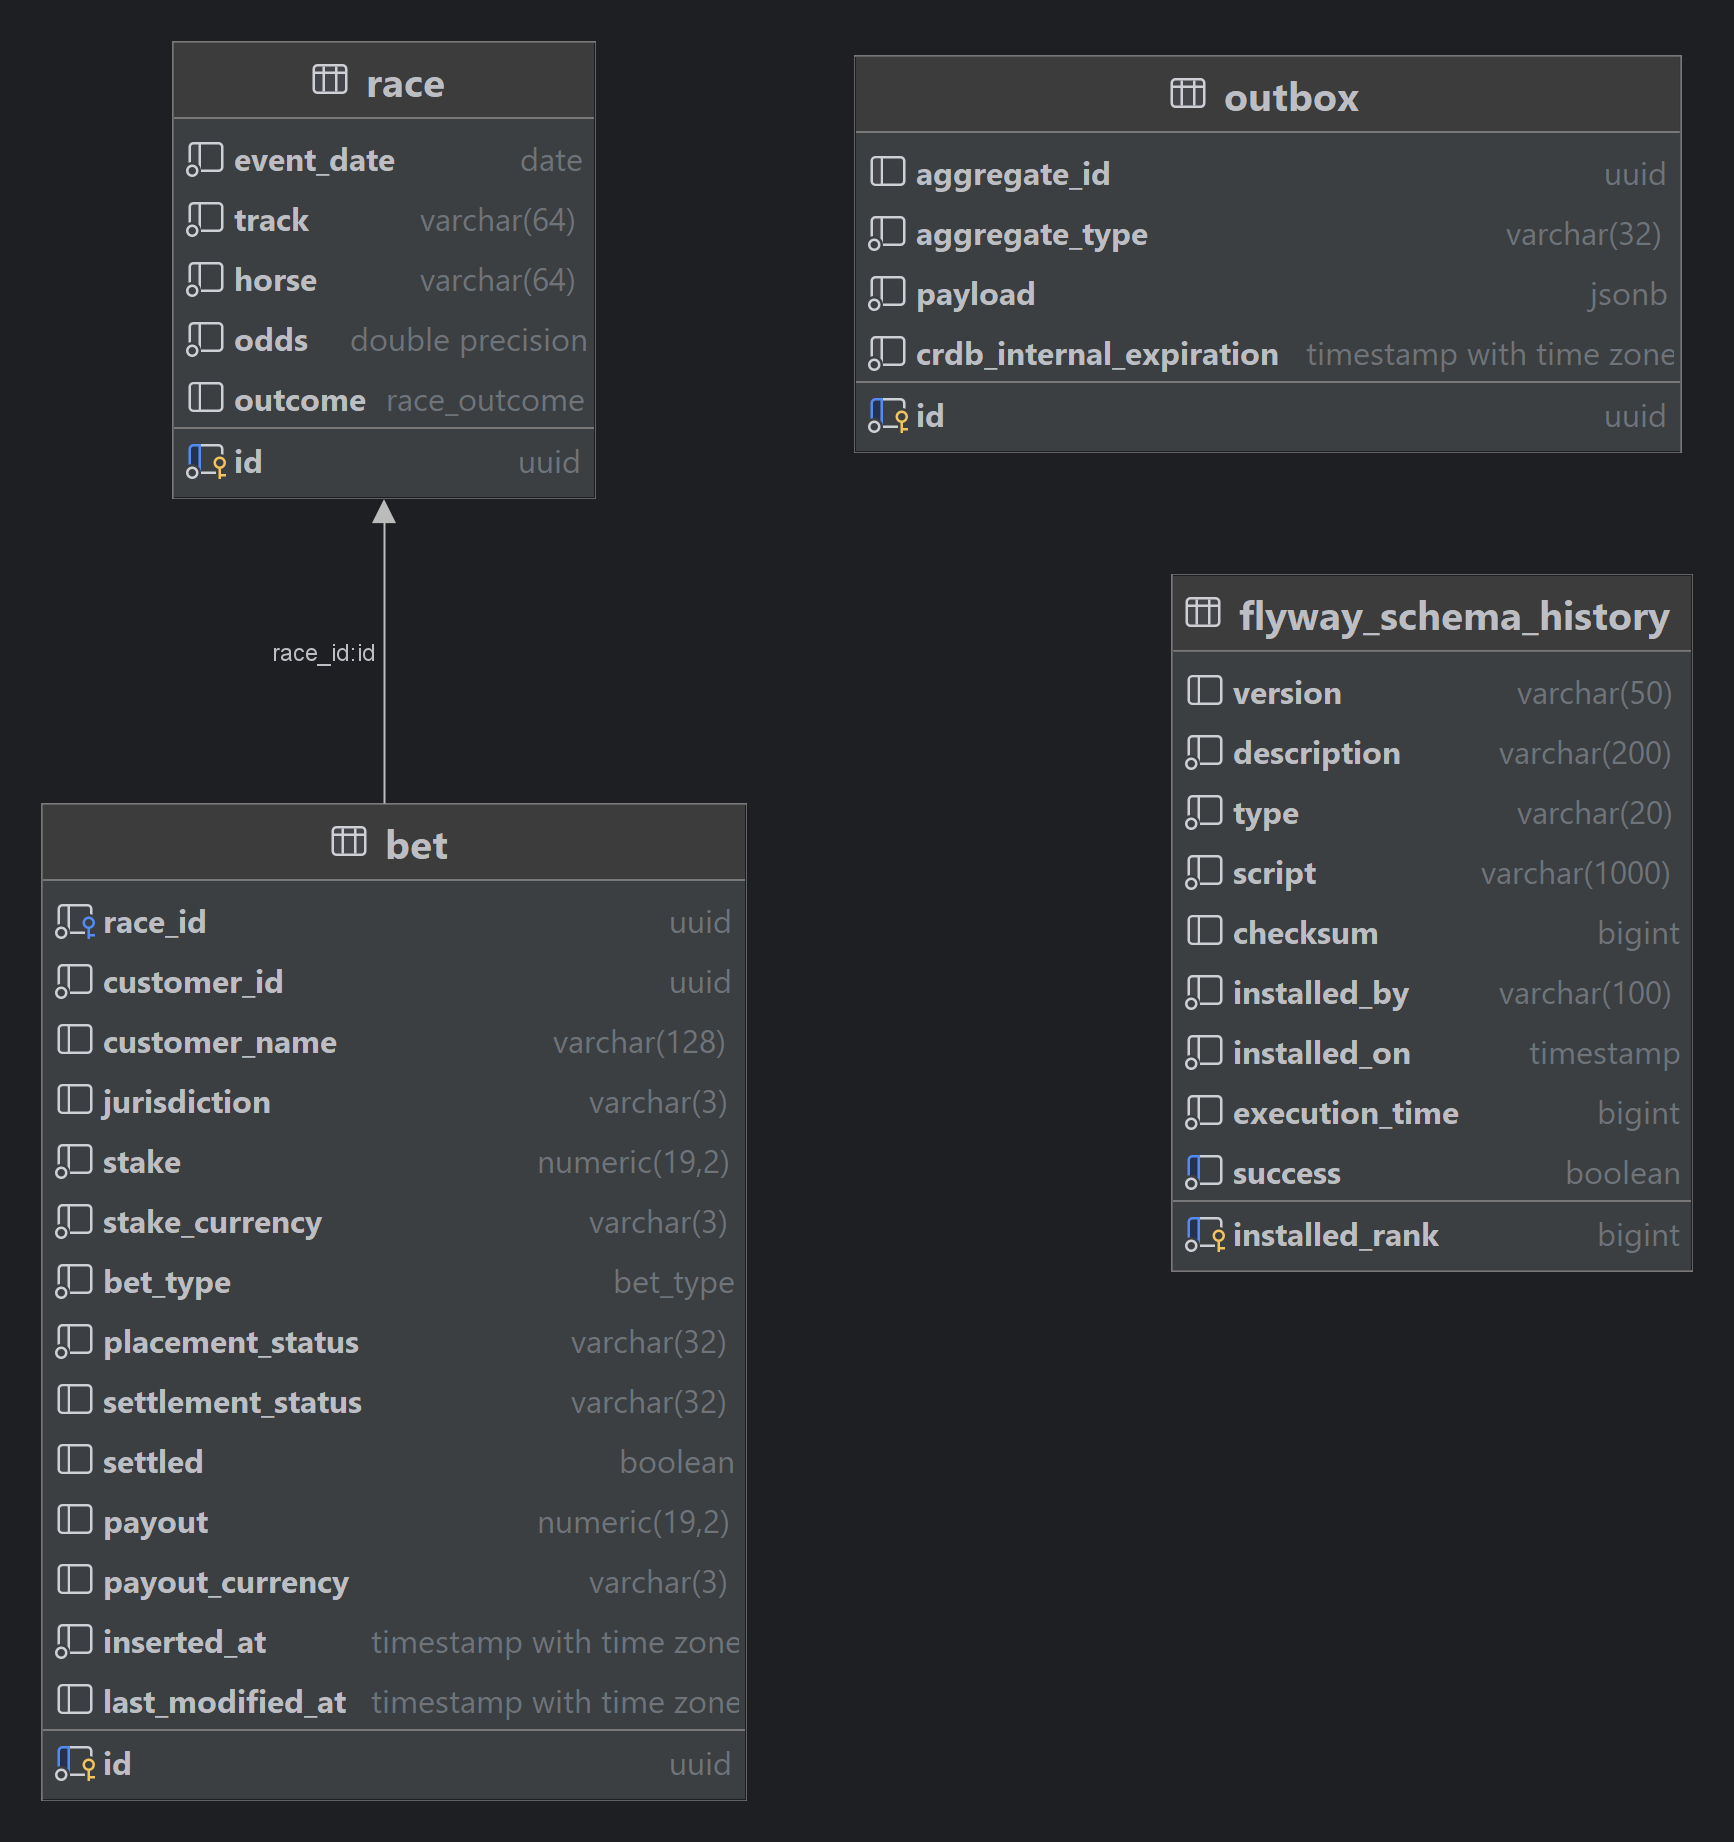 race
event_date date
track varchar(64)
horse varchar(64)
odds double precision
outcome race_outcome
id uuid
outbox
aggregate_id uuid
aggregate_type varchar(32)
payload jsonb
crdb_internal_expiration timestamp with time zone
id uuid
race_id:id
flyway_schema_history
version varchar(50)
description varchar(200)
type varchar(20)
script varchar(1000)
checksum bigint
installed_by varchar(100)
installed_on timestamp
execution_time bigint
success boolean
installed_rank bigint
bet
race_id uuid
customer_id uuid
customer_name varchar(128)
jurisdiction varchar(3)
stake numeric(19,2)
stake_currency varchar(3)
bet_type bet_type
placement_status varchar(32)
settlement_status varchar(32)
settled boolean
payout numeric(19,2)
payout_currency varchar(3)
inserted_at timestamp with time zone
last_modified_at timestamp with time zone
id uuid